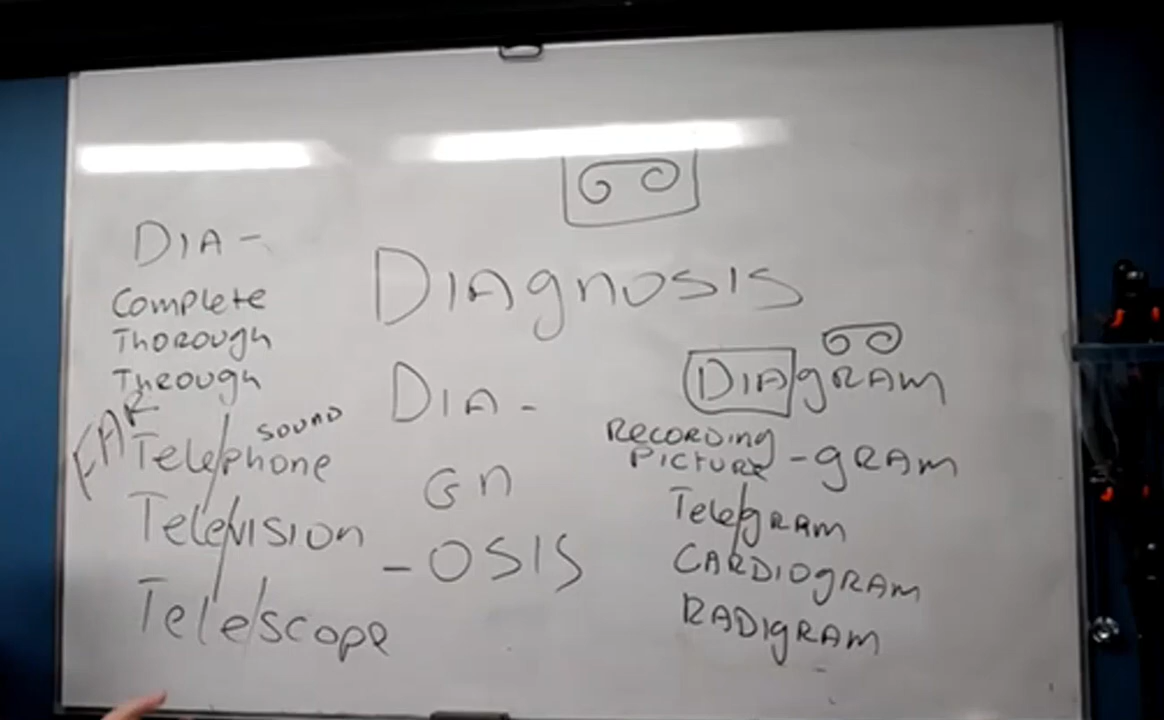 DIA-
Complete
Thorough
Through
FAR
Telephone
SOUND
Television
Telescope
Diagnosis
DIA-
Gn
-OSIS
DIAgRAM
RECORDING
PICTURE -gRAM
TelegRAM
CARDIOGRAM
RADIGRAM